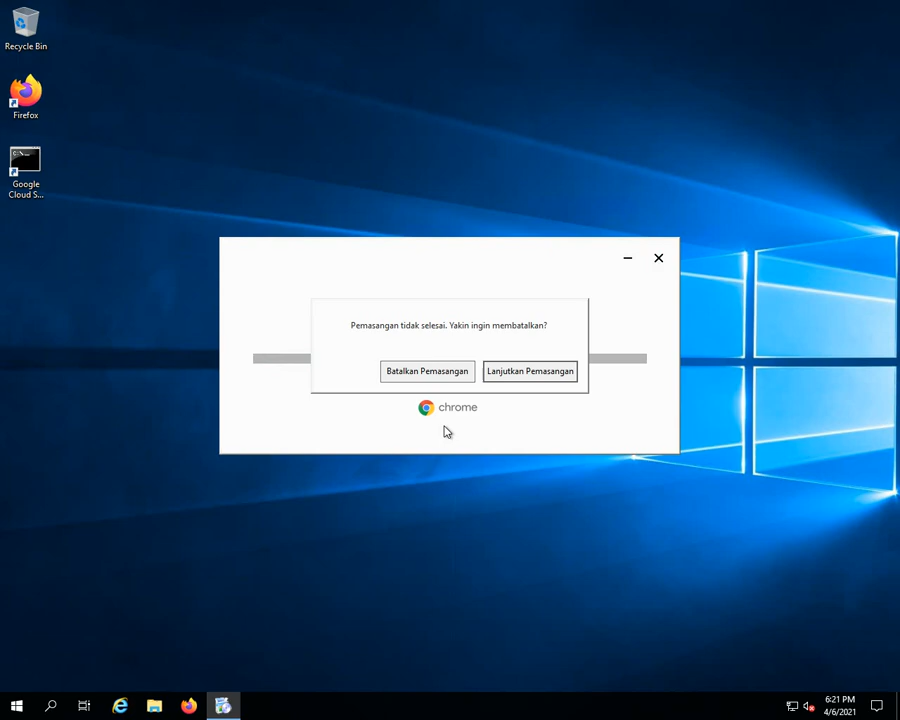 Recycle Bin
Firefox
Google
Cloud S...
Pemasangan tidak selesai. Yakin ingin membatalkan?
Batalkan Pemasangan
Lanjutkan Pemasangan
chrome
6:21 PM
4/6/2021